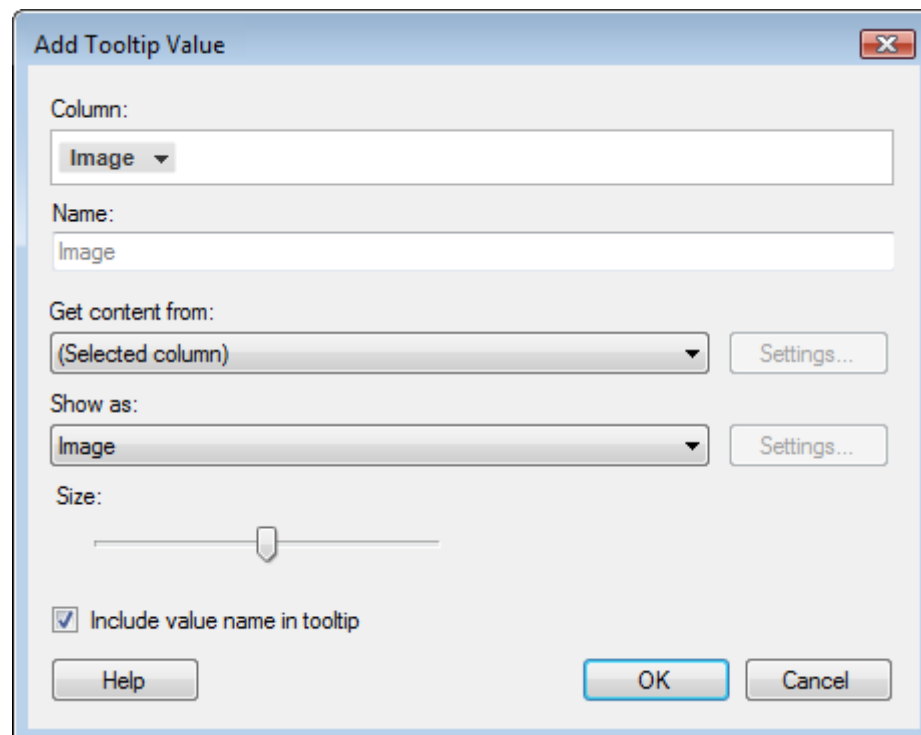 Add Tooltip Value
Column:
Image
Name:
Image
Get content from:
(Selected column)
Settings...
Show as:
Image
Settings...
Size:
Include value name in tooltip
Help
OK
Cancel